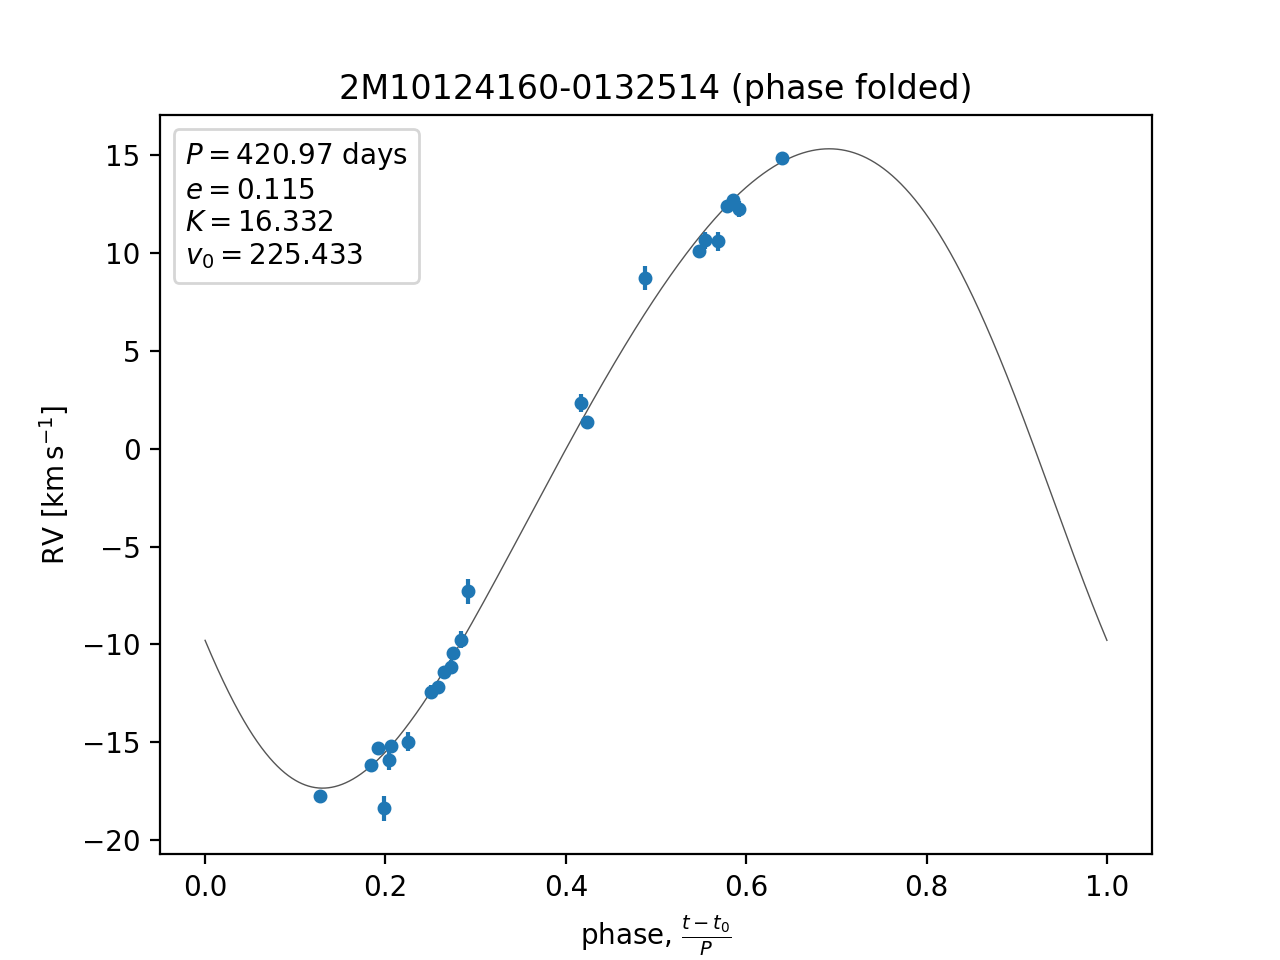 2M10124160-0132514 (phase folded)
P = 420.97 days
e = 0.115
K = 16.332
v₀ = 225.433
15
10
5
0
−5
−10
−15
−20
RV [km s⁻¹]
0.0 0.2 0.4 0.6 0.8 1.0
phase, (t − t₀)/P